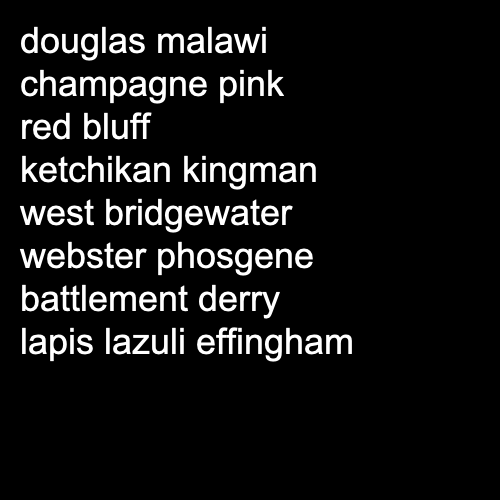 douglas malawi
champagne pink
red bluff
ketchikan kingman
west bridgewater
webster phosgene
battlement derry
lapis lazuli effingham